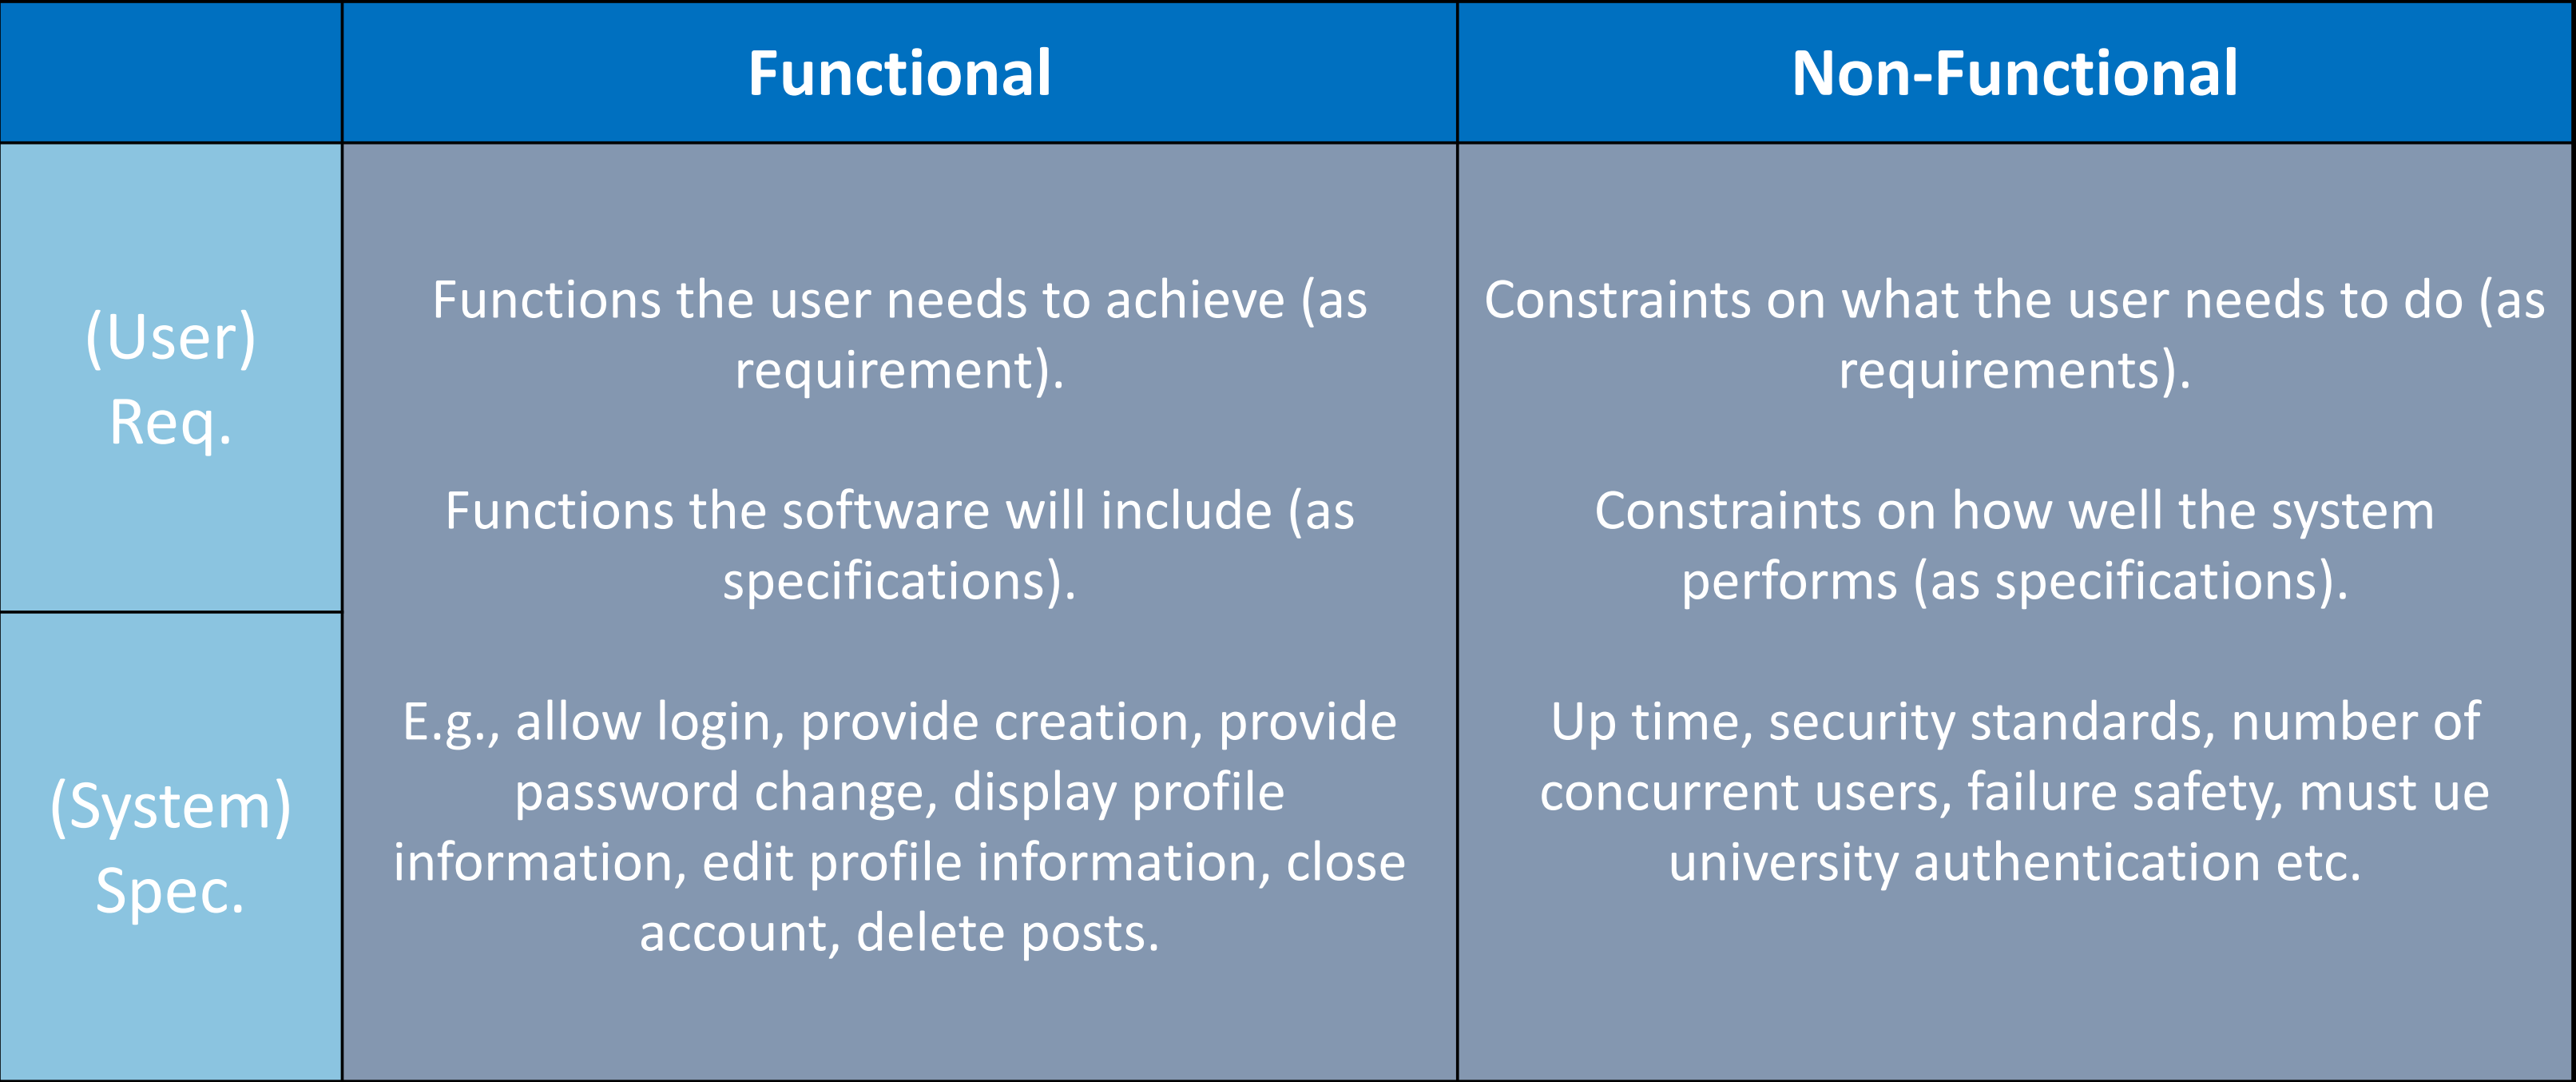 Functional
Non-Functional
(User)
Req.
Functions the user needs to achieve (as
requirement).
Functions the software will include (as
specifications).
E.g., allow login, provide creation, provide
password change, display profile
information, edit profile information, close
account, delete posts.
Constraints on what the user needs to do (as
requirements).
Constraints on how well the system
performs (as specifications).
Up time, security standards, number of
concurrent users, failure safety, must ue
university authentication etc.
(System)
Spec.